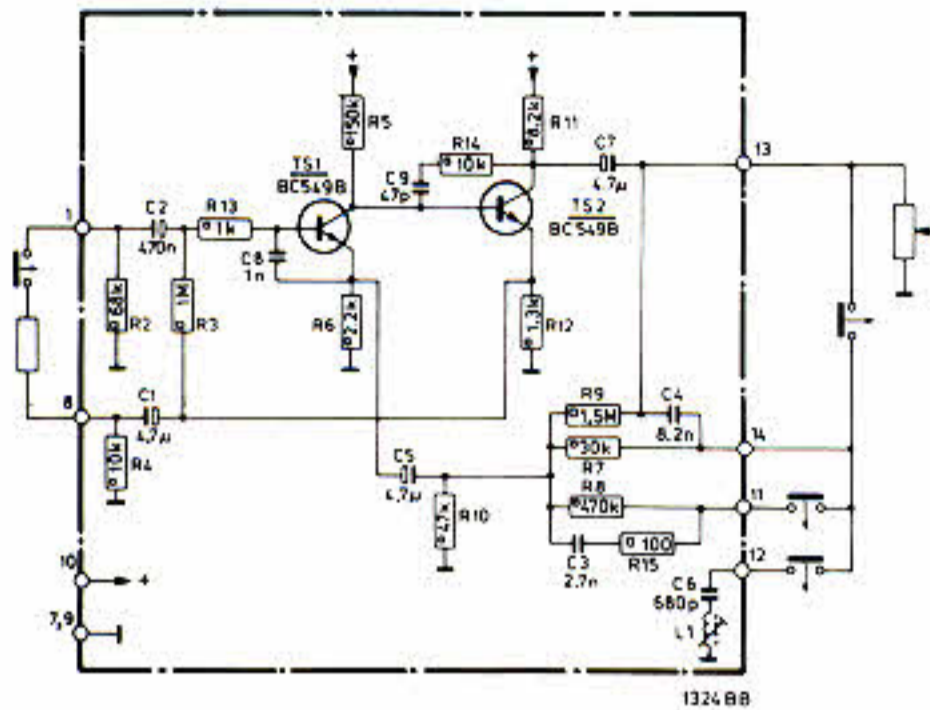 +
+
150k
R5
8,2k
R11
R14
10k
C7
4,7µ
13
TS1
BC549B
C9
47p
TS2
BC549B
1
C2
470n
R13
1k
C8
1n
68k
R2
1M
R3
R6
2,2k
1,3k
R12
8
C1
4,7µ
R4
10k
R9
1,5M
C4
8,2n
30k
R7
14
C5
4,7µ
R8
470k
11
47k
R10
C3
2,7n
100
R15
12
C6
680p
L1
10
+
7,9
1324 BB